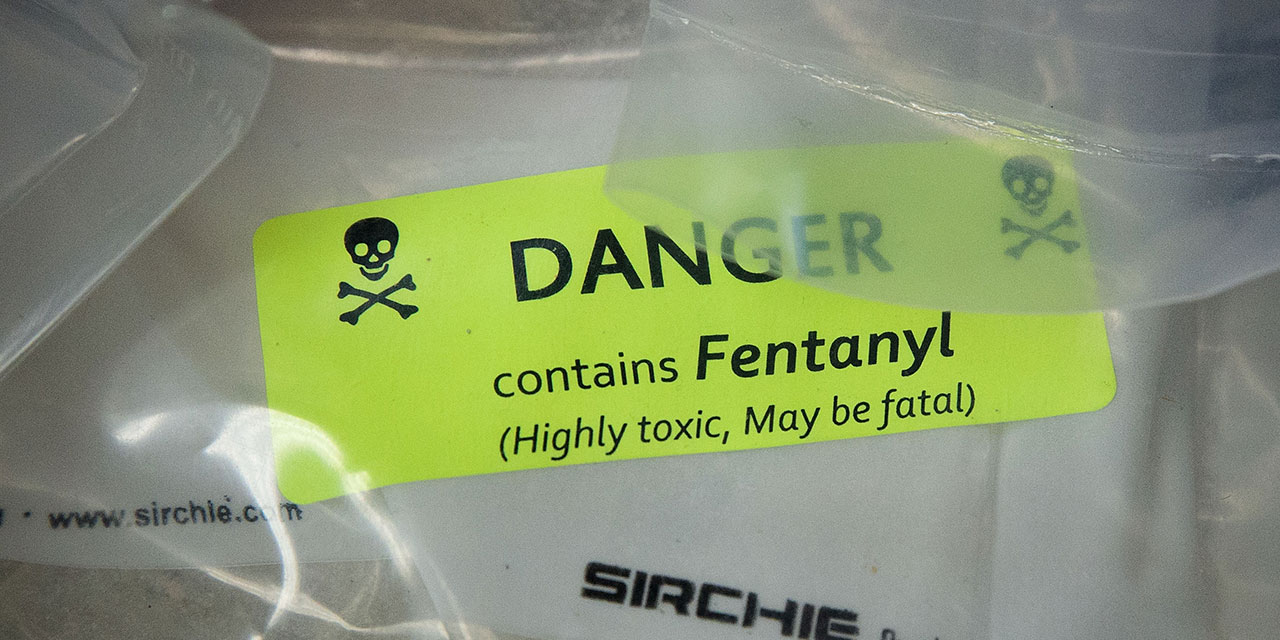 DANGER
contains Fentanyl
(Highly toxic, May be fatal)
www.sirchie.com
SIRCHIE